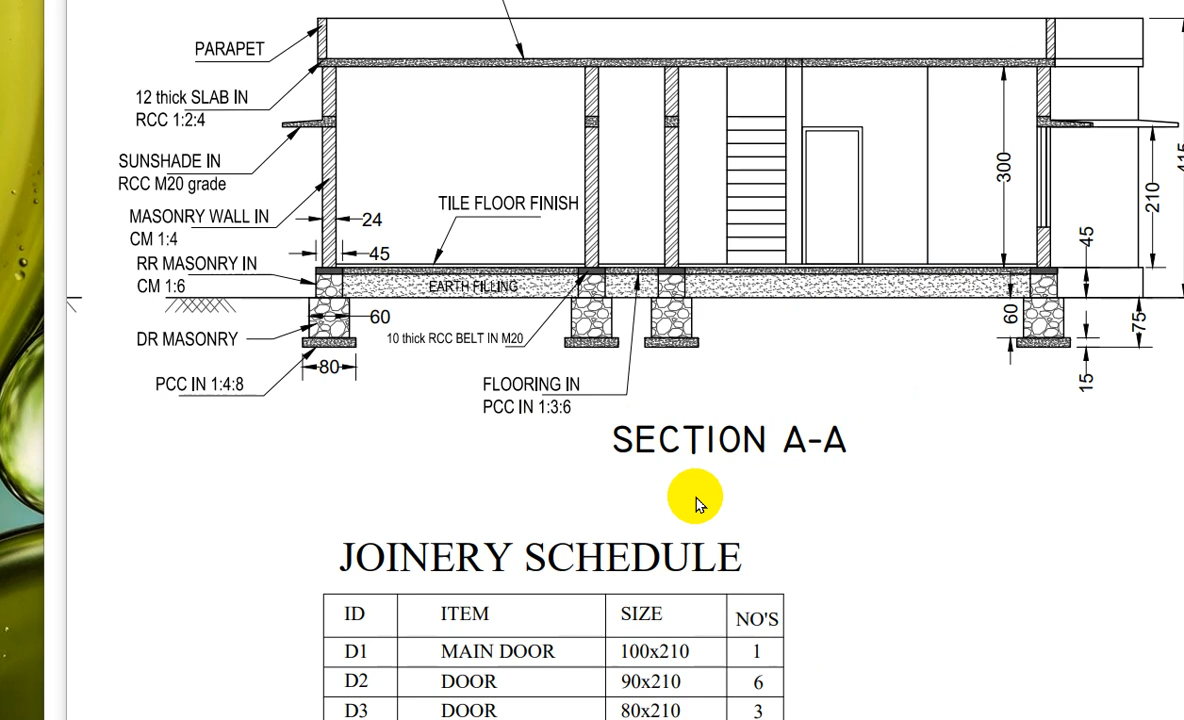 PARAPET
12 thick SLAB IN
RCC 1:2:4
SUNSHADE IN
RCC M20 grade
MASONRY WALL IN
CM 1:4
RR MASONRY IN
CM 1:6
DR MASONRY
PCC IN 1:4:8
24
45
60
80
TILE FLOOR FINISH
EARTH FILLING
10 thick RCC BELT IN M20
FLOORING IN
PCC IN 1:3:6
300
210
415
45
60
75
15
SECTION A-A
JOINERY SCHEDULE
ID ITEM SIZE NO'S
D1 MAIN DOOR 100x210 1
D2 DOOR 90x210 6
D3 DOOR 80x210 3